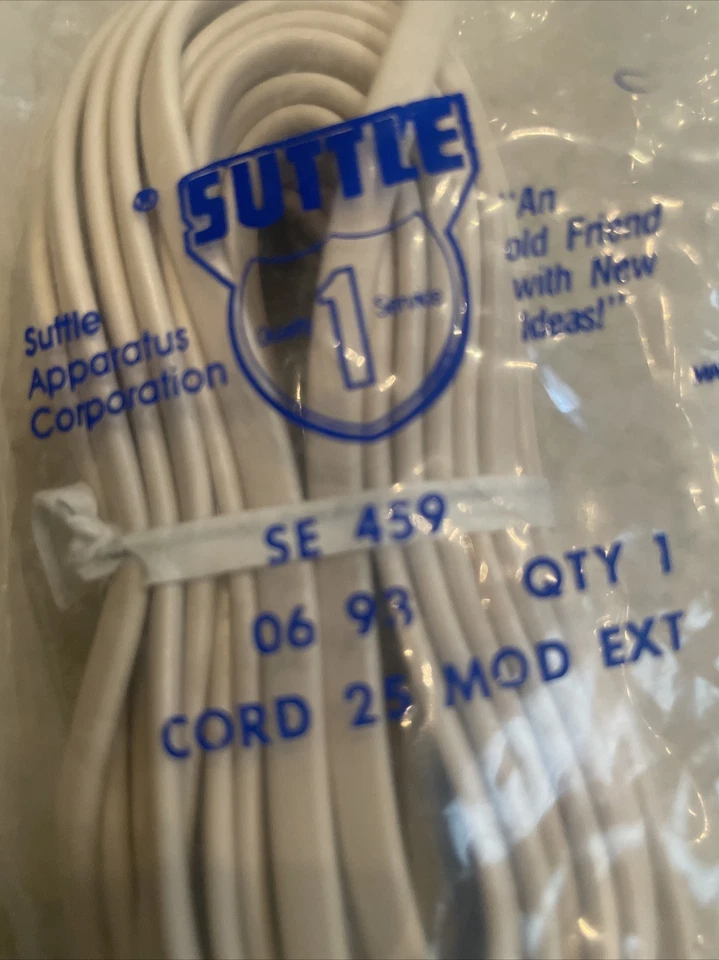 SUTTLE
®
Quality 1 Service
Suttle
Apparatus
Corporation
"An
old Friend
with New
Ideas!"
SE 459
06 93 QTY 1
CORD 25 MOD EXT